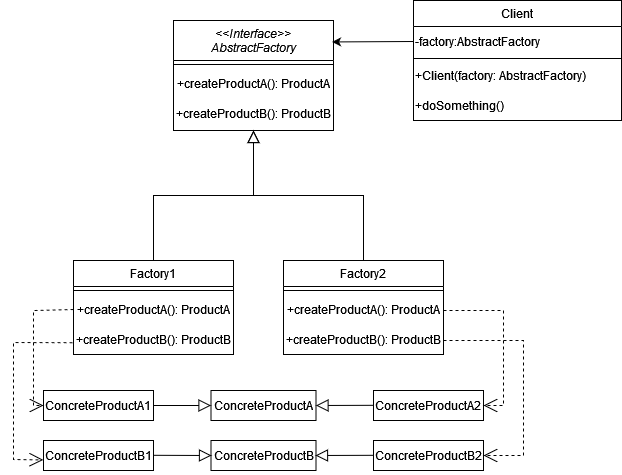 <<Interface>>
AbstractFactory
+createProductA(): ProductA
+createProductB(): ProductB
Client
-factory:AbstractFactory
+Client(factory: AbstractFactory)
+doSomething()
Factory1
+createProductA(): ProductA
+createProductB(): ProductB
Factory2
+createProductA(): ProductA
+createProductB(): ProductB
ConcreteProductA1
ConcreteProductA
ConcreteProductA2
ConcreteProductB1
ConcreteProductB
ConcreteProductB2